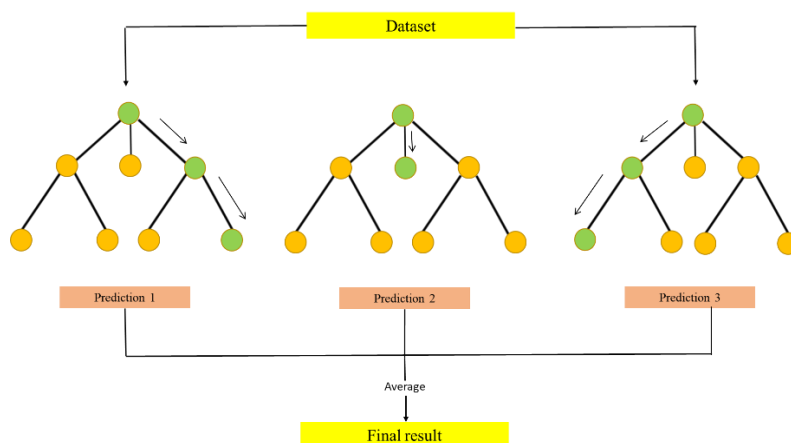 Dataset
Prediction 1
Prediction 2
Prediction 3
Average
Final result